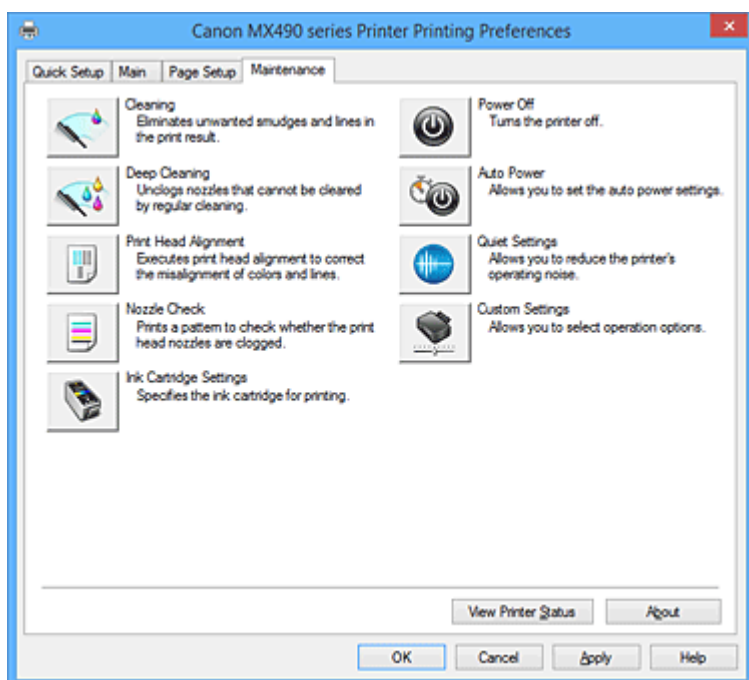 Canon MX490 series Printer Printing Preferences
Quick Setup Main Page Setup Maintenance
Cleaning
Eliminates unwanted smudges and lines in
the print result.
Power Off
Turns the printer off.
Deep Cleaning
Unclogs nozzles that cannot be cleared
by regular cleaning.
Auto Power
Allows you to set the auto power settings.
Print Head Alignment
Executes print head alignment to correct
the misalignment of colors and lines.
Quiet Settings
Allows you to reduce the printer's
operating noise.
Nozzle Check
Prints a pattern to check whether the print
head nozzles are clogged.
Custom Settings
Allows you to select operation options.
Ink Cartridge Settings
Specifies the ink cartridge for printing.
View Printer Status About
OK Cancel Apply Help